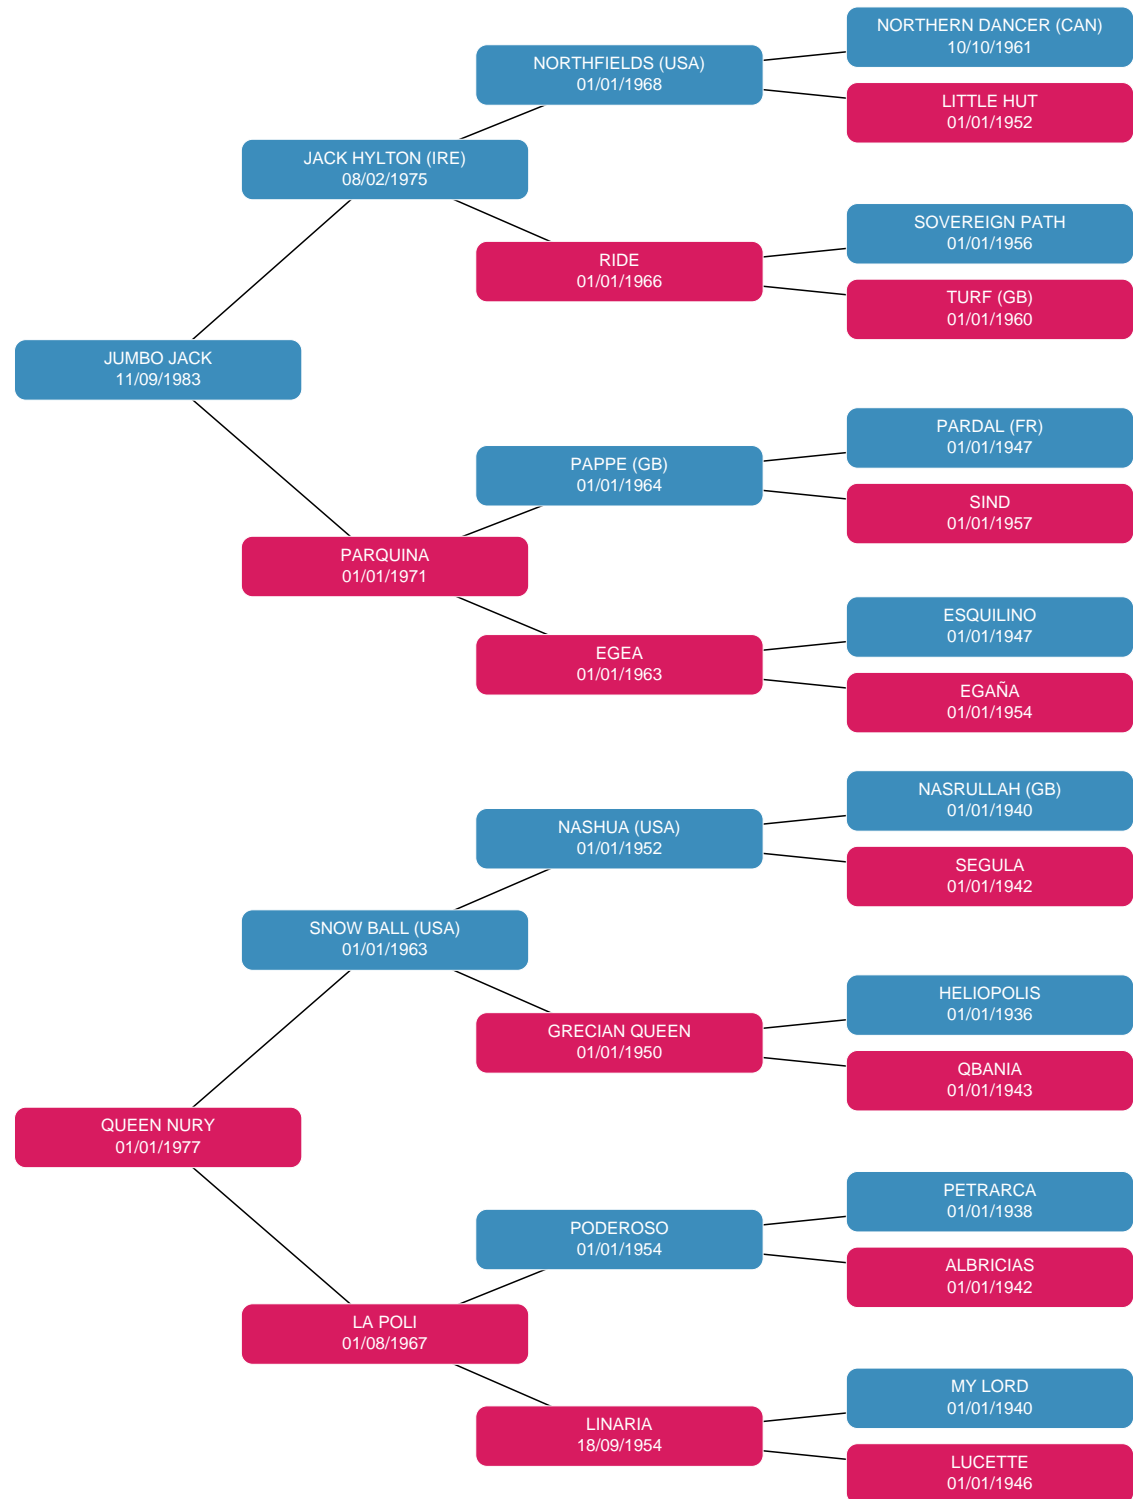 NORTHERN DANCER (CAN)
10/10/1961
NORTHFIELDS (USA)
01/01/1968
LITTLE HUT
01/01/1952
JACK HYLTON (IRE)
08/02/1975
SOVEREIGN PATH
01/01/1956
RIDE
01/01/1966
TURF (GB)
01/01/1960
JUMBO JACK
11/09/1983
PARDAL (FR)
01/01/1947
PAPPE (GB)
01/01/1964
SIND
01/01/1957
PARQUINA
01/01/1971
ESQUILINO
01/01/1947
EGEA
01/01/1963
EGAÑA
01/01/1954
NASRULLAH (GB)
01/01/1940
NASHUA (USA)
01/01/1952
SEGULA
01/01/1942
SNOW BALL (USA)
01/01/1963
HELIOPOLIS
01/01/1936
GRECIAN QUEEN
01/01/1950
QBANIA
01/01/1943
QUEEN NURY
01/01/1977
PETRARCA
01/01/1938
PODEROSO
01/01/1954
ALBRICIAS
01/01/1942
LA POLI
01/08/1967
MY LORD
01/01/1940
LINARIA
18/09/1954
LUCETTE
01/01/1946